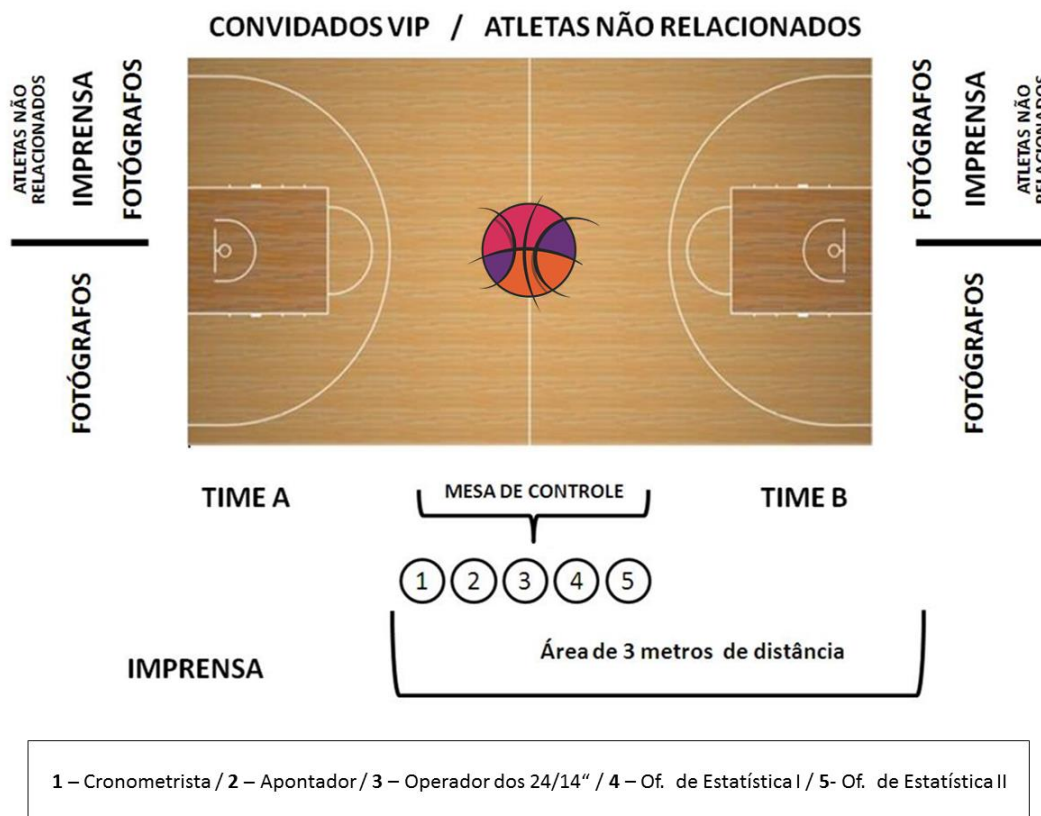 CONVIDADOS VIP / ATLETAS NÃO RELACIONADOS
ATLETAS NÃO
RELACIONADOS
IMPRENSA
FOTÓGRAFOS
FOTÓGRAFOS
IMPRENSA
ATLETAS NÃO
RELACIONADOS
FOTÓGRAFOS
FOTÓGRAFOS
TIME A
MESA DE CONTROLE
TIME B
1 2 3 4 5
Área de 3 metros de distância
IMPRENSA
1 – Cronometrista / 2 – Apontador / 3 – Operador dos 24/14“ / 4 – Of. de Estatística I / 5- Of. de Estatística II